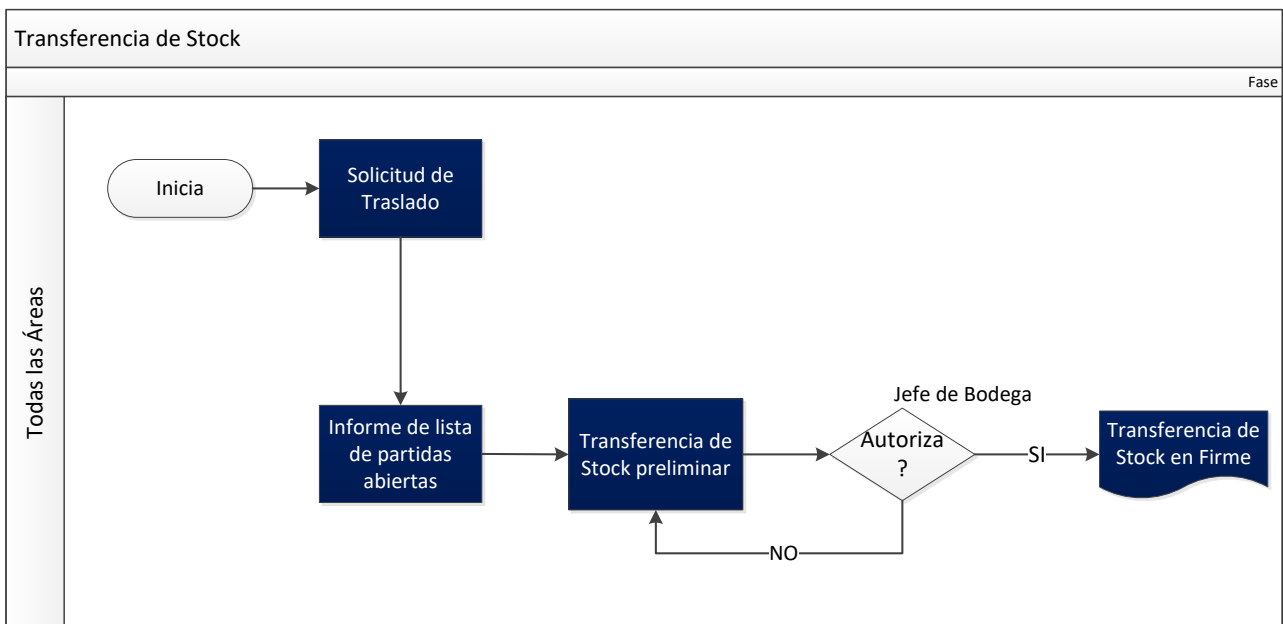 Transferencia de Stock
Fase
Todas las Áreas
Inicia
Solicitud de
Traslado
Informe de lista
de partidas
abiertas
Transferencia de
Stock preliminar
Jefe de Bodega
Autoriza
?
SI
NO
Transferencia de
Stock en Firme